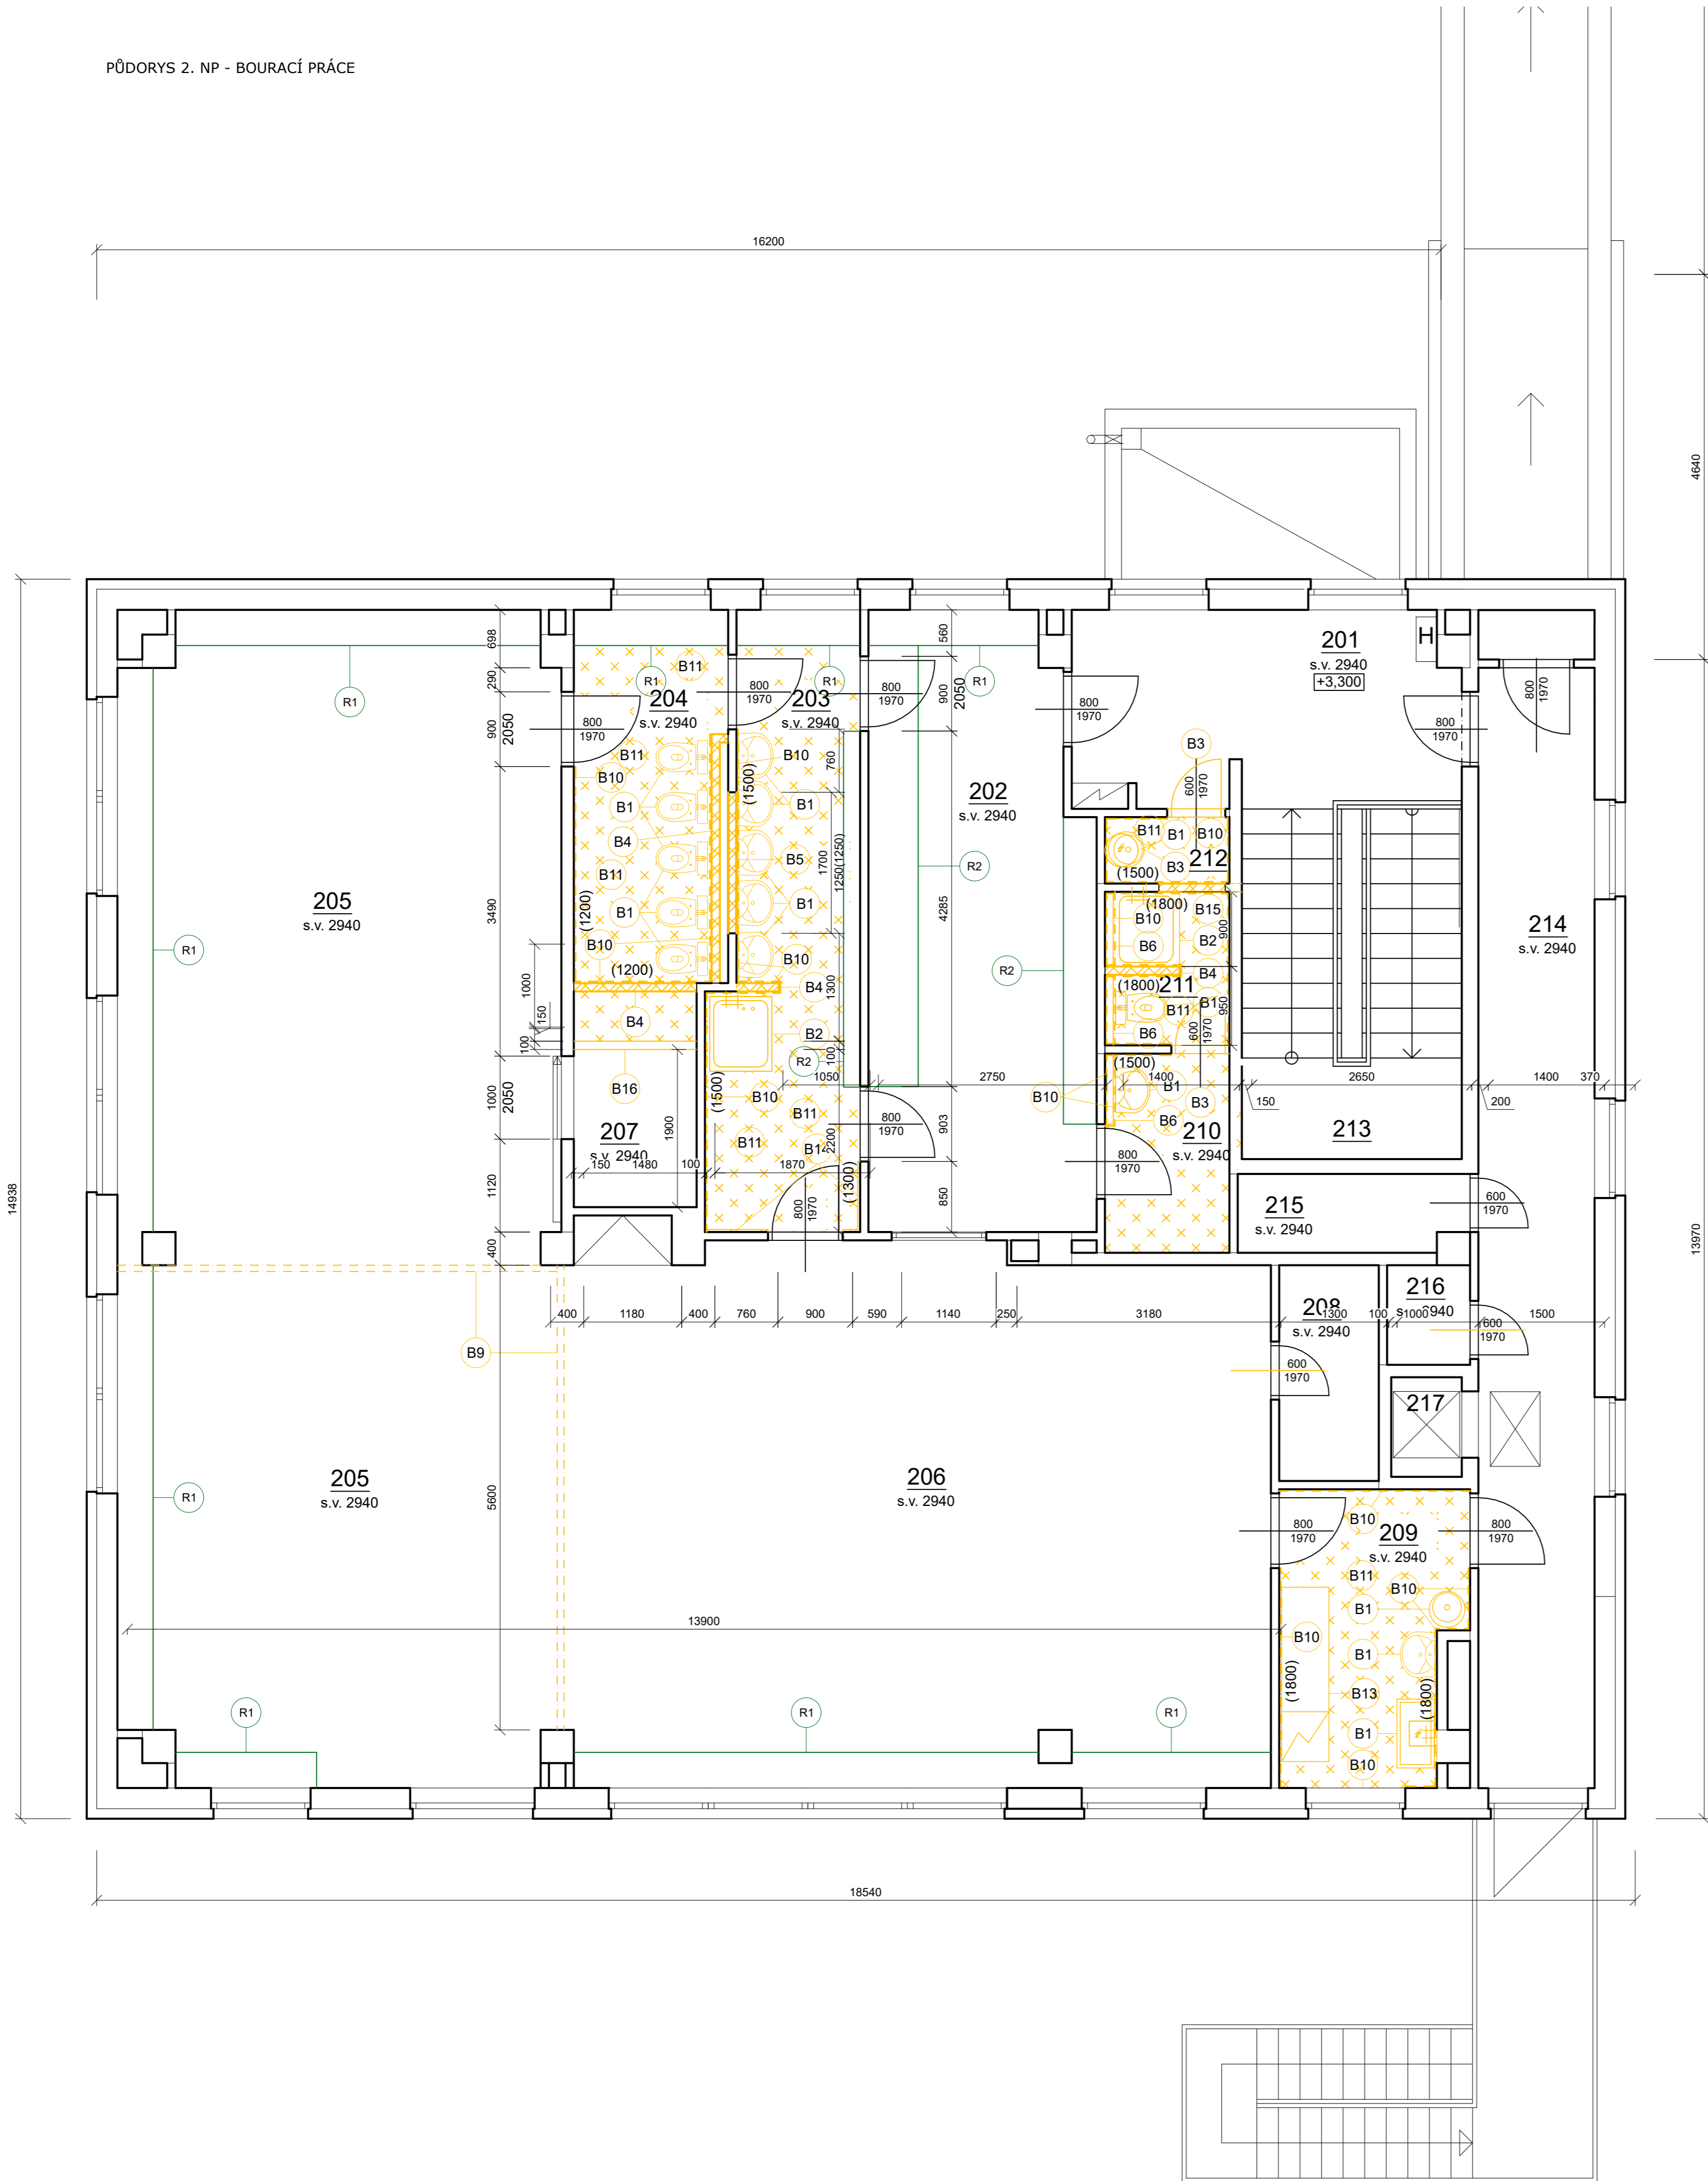 PŮDORYS 2. NP - BOURACÍ PRÁCE
16200
4640
14938
13970
18540
13900
201
s.v. 2940
+3,300
H
800
1970
800
1970
698
290
900
2050
3490
1000
150
100
1000
2050
1120
400
5600
R1
R1
R1
R1
B11
204
s.v. 2940
800
1970
203
s.v. 2940
800
1970
800
1970
560
900
2050
4285
903
850
800
1970
B11
B10
B1
B4
B11
B1
B10
(1200)
(1200)
B4
B16
207
s.v. 2940
150
1480
100
1900
B10
B1
B5
B1
B10
B4
B2
R2
(1500)
760
1700
1250(1250)
1300
100
2200
1050
(1500)
B10
B11
B11
1870
(1300)
800
1970
800
1970
202
s.v. 2940
R2
R2
2750
B3
600
1970
B11
B1
B10
B3
212
(1500)
(1800)
B10
B6
B15
B2
B4
B1
B11
B6
900
950
(1800)
211
600
1970
(1500)
1400
B1
B3
B6
B10
210
s.v. 2940
800
1970
2650
1400
370
150
200
213
215
s.v. 2940
600
1970
214
s.v. 2940
205
s.v. 2940
R1
400
1180
400
760
900
590
1140
250
3180
1300
100
1000
1500
208
s.v. 2940
216
600
1970
600
1970
217
B9
205
s.v. 2940
R1
206
s.v. 2940
800
1970
B10
209
s.v. 2940
800
1970
B11
B10
B1
B10
B1
B13
B1
B10
(1800)
(1800)
R1
R1
R1